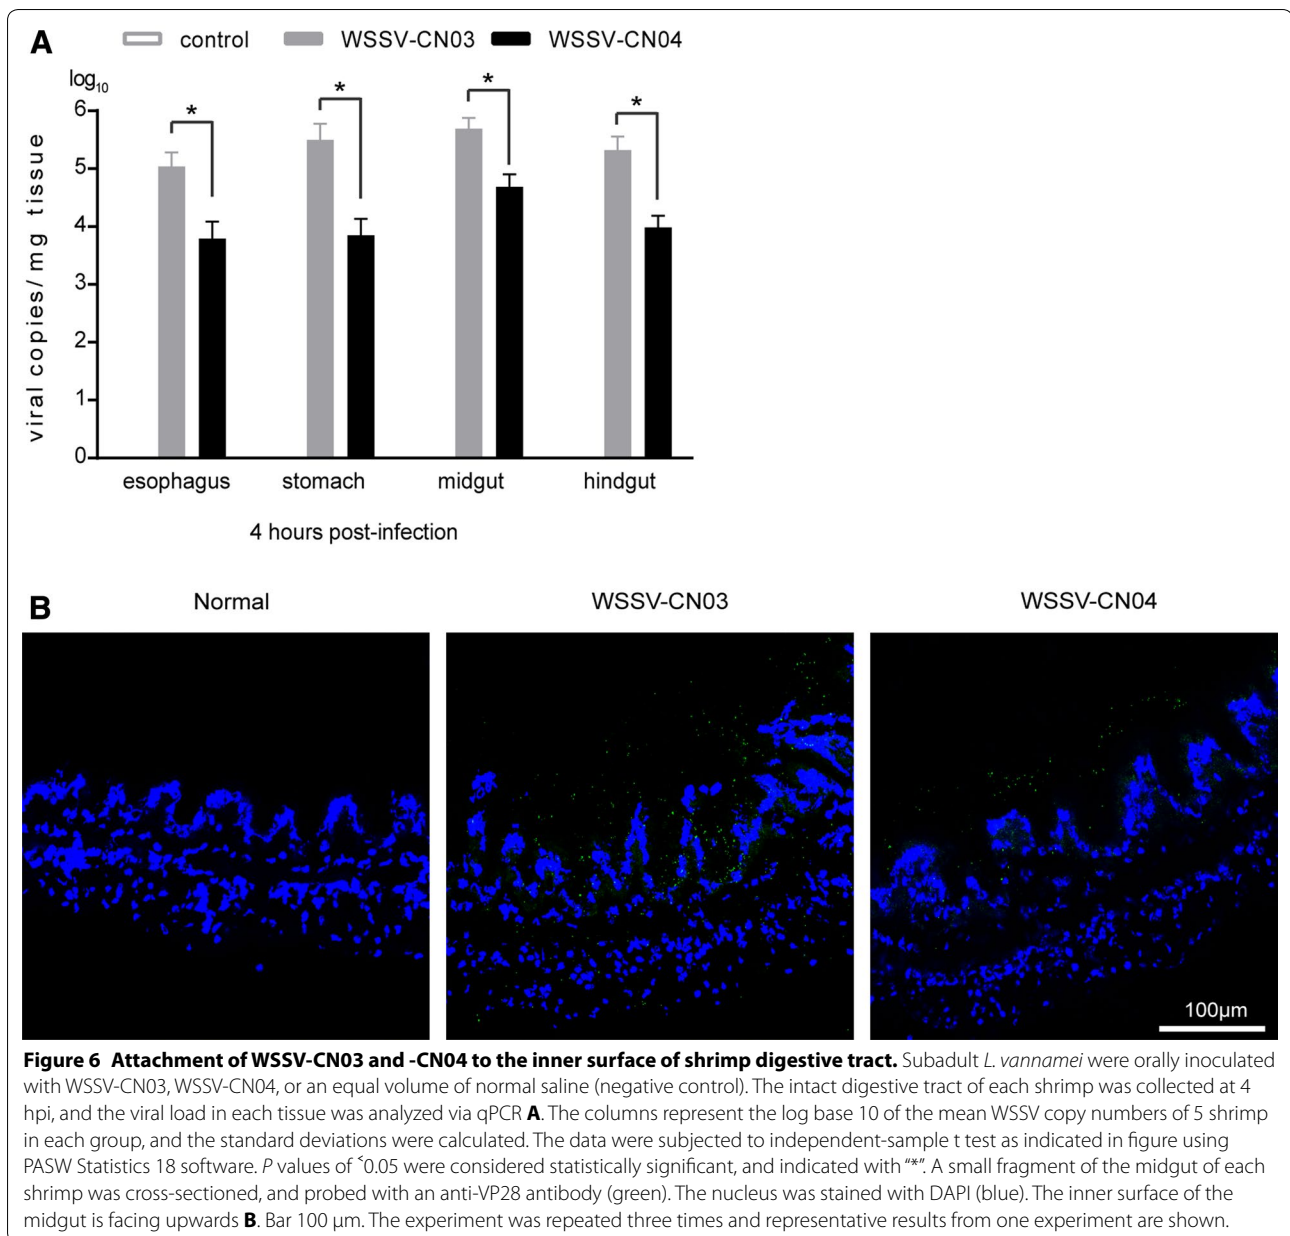 A
control WSSV-CN03 WSSV-CN04
log10
6
5
4
3
2
1
0
viral copies/ mg tissue
* * * *
esophagus stomach midgut hindgut
4 hours post-infection
B
Normal WSSV-CN03 WSSV-CN04
100μm
Figure 6 Attachment of WSSV-CN03 and -CN04 to the inner surface of shrimp digestive tract. Subadult L. vannamei were orally inoculated
with WSSV-CN03, WSSV-CN04, or an equal volume of normal saline (negative control). The intact digestive tract of each shrimp was collected at 4
hpi, and the viral load in each tissue was analyzed via qPCR A. The columns represent the log base 10 of the mean WSSV copy numbers of 5 shrimp
in each group, and the standard deviations were calculated. The data were subjected to independent-sample t test as indicated in figure using
PASW Statistics 18 software. P values of ˂0.05 were considered statistically significant, and indicated with “*”. A small fragment of the midgut of each
shrimp was cross-sectioned, and probed with an anti-VP28 antibody (green). The nucleus was stained with DAPI (blue). The inner surface of the
midgut is facing upwards B. Bar 100 μm. The experiment was repeated three times and representative results from one experiment are shown.